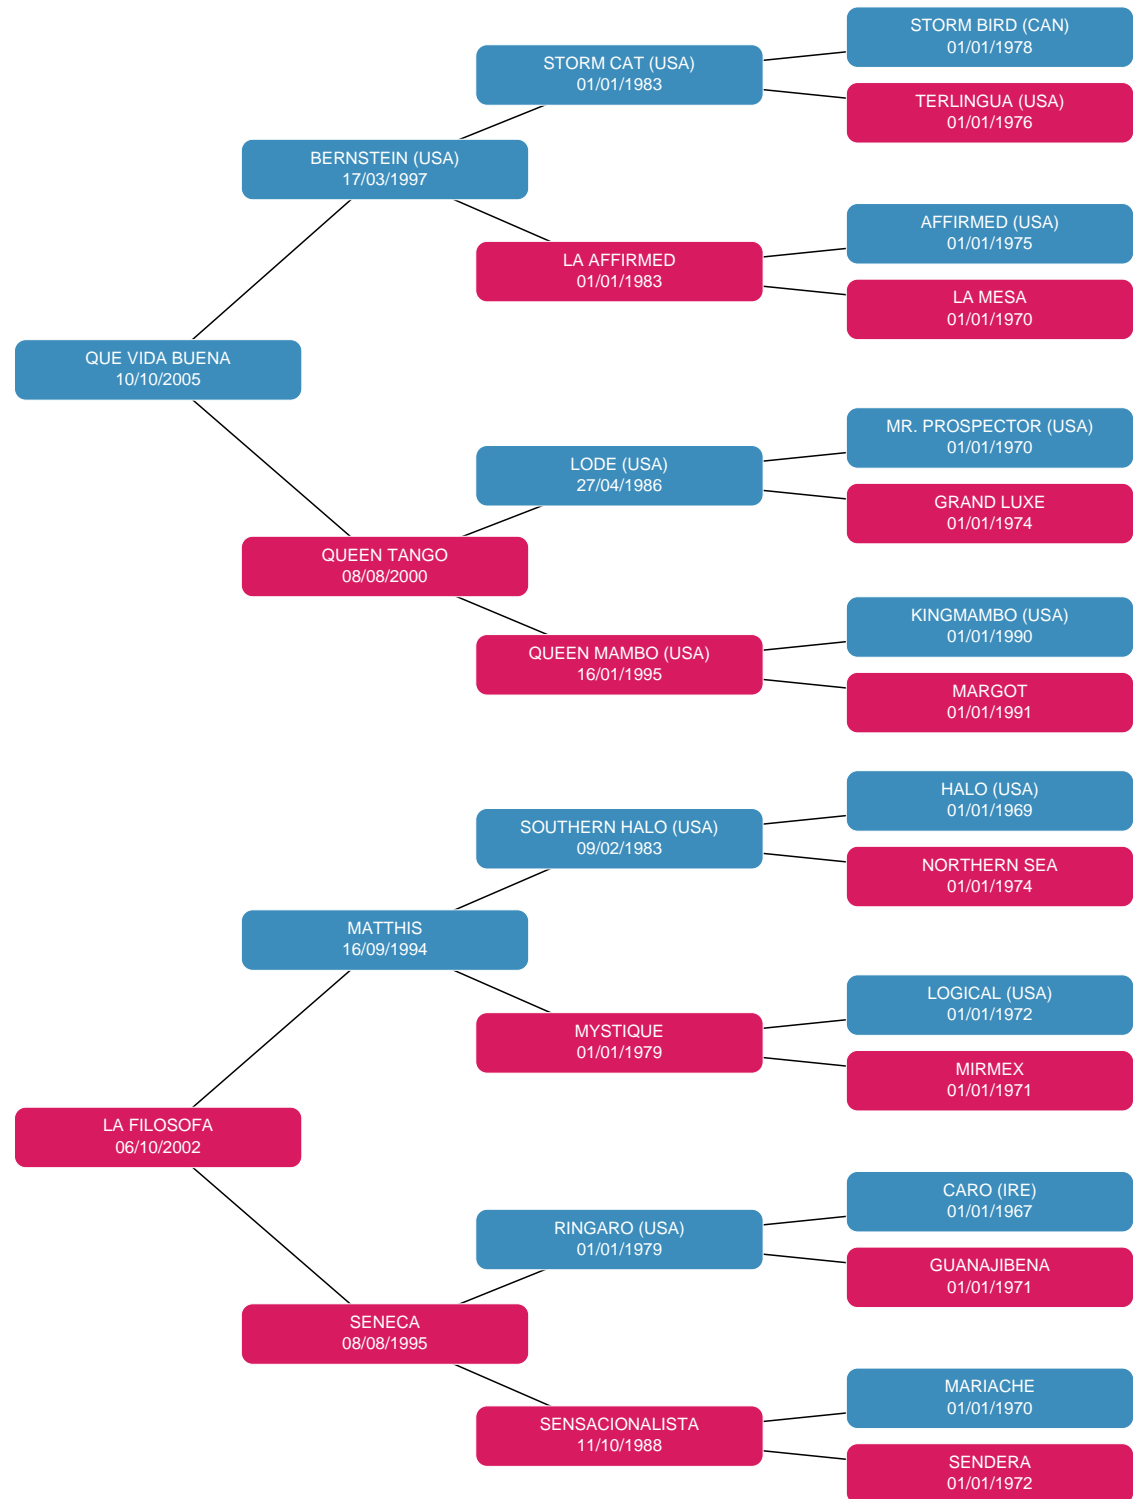 STORM BIRD (CAN)
01/01/1978
STORM CAT (USA)
01/01/1983
TERLINGUA (USA)
01/01/1976
BERNSTEIN (USA)
17/03/1997
AFFIRMED (USA)
01/01/1975
LA AFFIRMED
01/01/1983
LA MESA
01/01/1970
QUE VIDA BUENA
10/10/2005
MR. PROSPECTOR (USA)
01/01/1970
LODE (USA)
27/04/1986
GRAND LUXE
01/01/1974
QUEEN TANGO
08/08/2000
KINGMAMBO (USA)
01/01/1990
QUEEN MAMBO (USA)
16/01/1995
MARGOT
01/01/1991
HALO (USA)
01/01/1969
SOUTHERN HALO (USA)
09/02/1983
NORTHERN SEA
01/01/1974
MATTHIS
16/09/1994
LOGICAL (USA)
01/01/1972
MYSTIQUE
01/01/1979
MIRMEX
01/01/1971
LA FILOSOFA
06/10/2002
CARO (IRE)
01/01/1967
RINGARO (USA)
01/01/1979
GUANAJIBENA
01/01/1971
SENECA
08/08/1995
MARIACHE
01/01/1970
SENSACIONALISTA
11/10/1988
SENDERA
01/01/1972